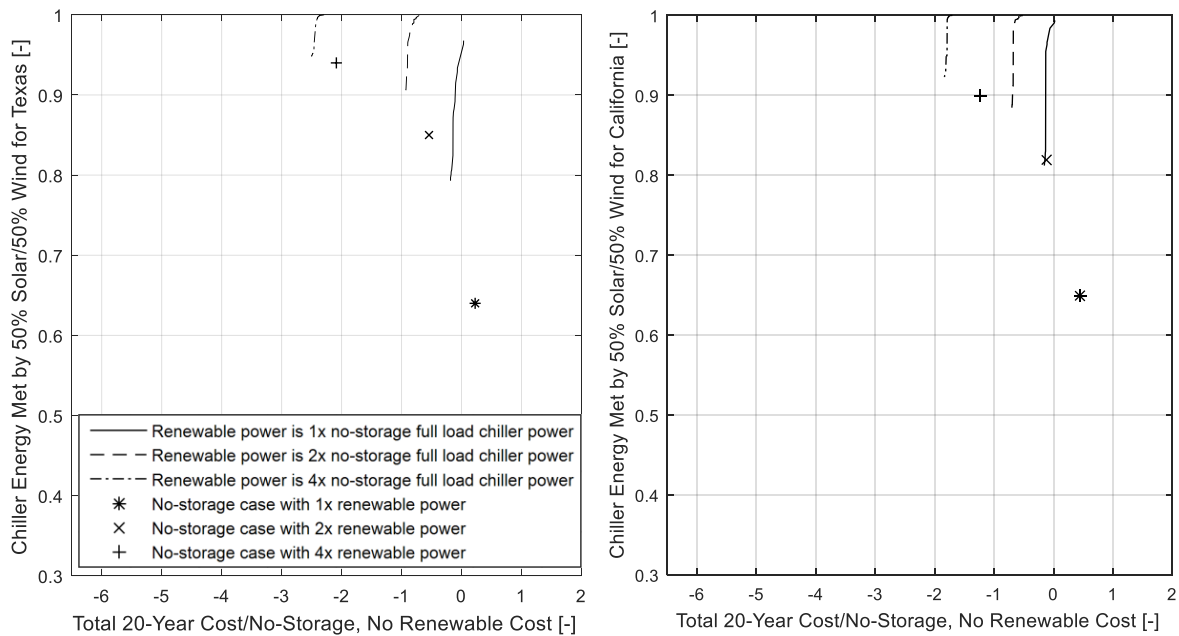 Chiller Energy Met by 50% Solar/50% Wind for Texas [-]
1
0.9
0.8
0.7
0.6
0.5
0.4
0.3
Renewable power is 1x no-storage full load chiller power
Renewable power is 2x no-storage full load chiller power
Renewable power is 4x no-storage full load chiller power
No-storage case with 1x renewable power
No-storage case with 2x renewable power
No-storage case with 4x renewable power
-6 -5 -4 -3 -2 -1 0 1 2
Total 20-Year Cost/No-Storage, No Renewable Cost [-]
Chiller Energy Met by 50% Solar/50% Wind for California [-]
1
0.9
0.8
0.7
0.6
0.5
0.4
0.3
-6 -5 -4 -3 -2 -1 0 1 2
Total 20-Year Cost/No-Storage, No Renewable Cost [-]